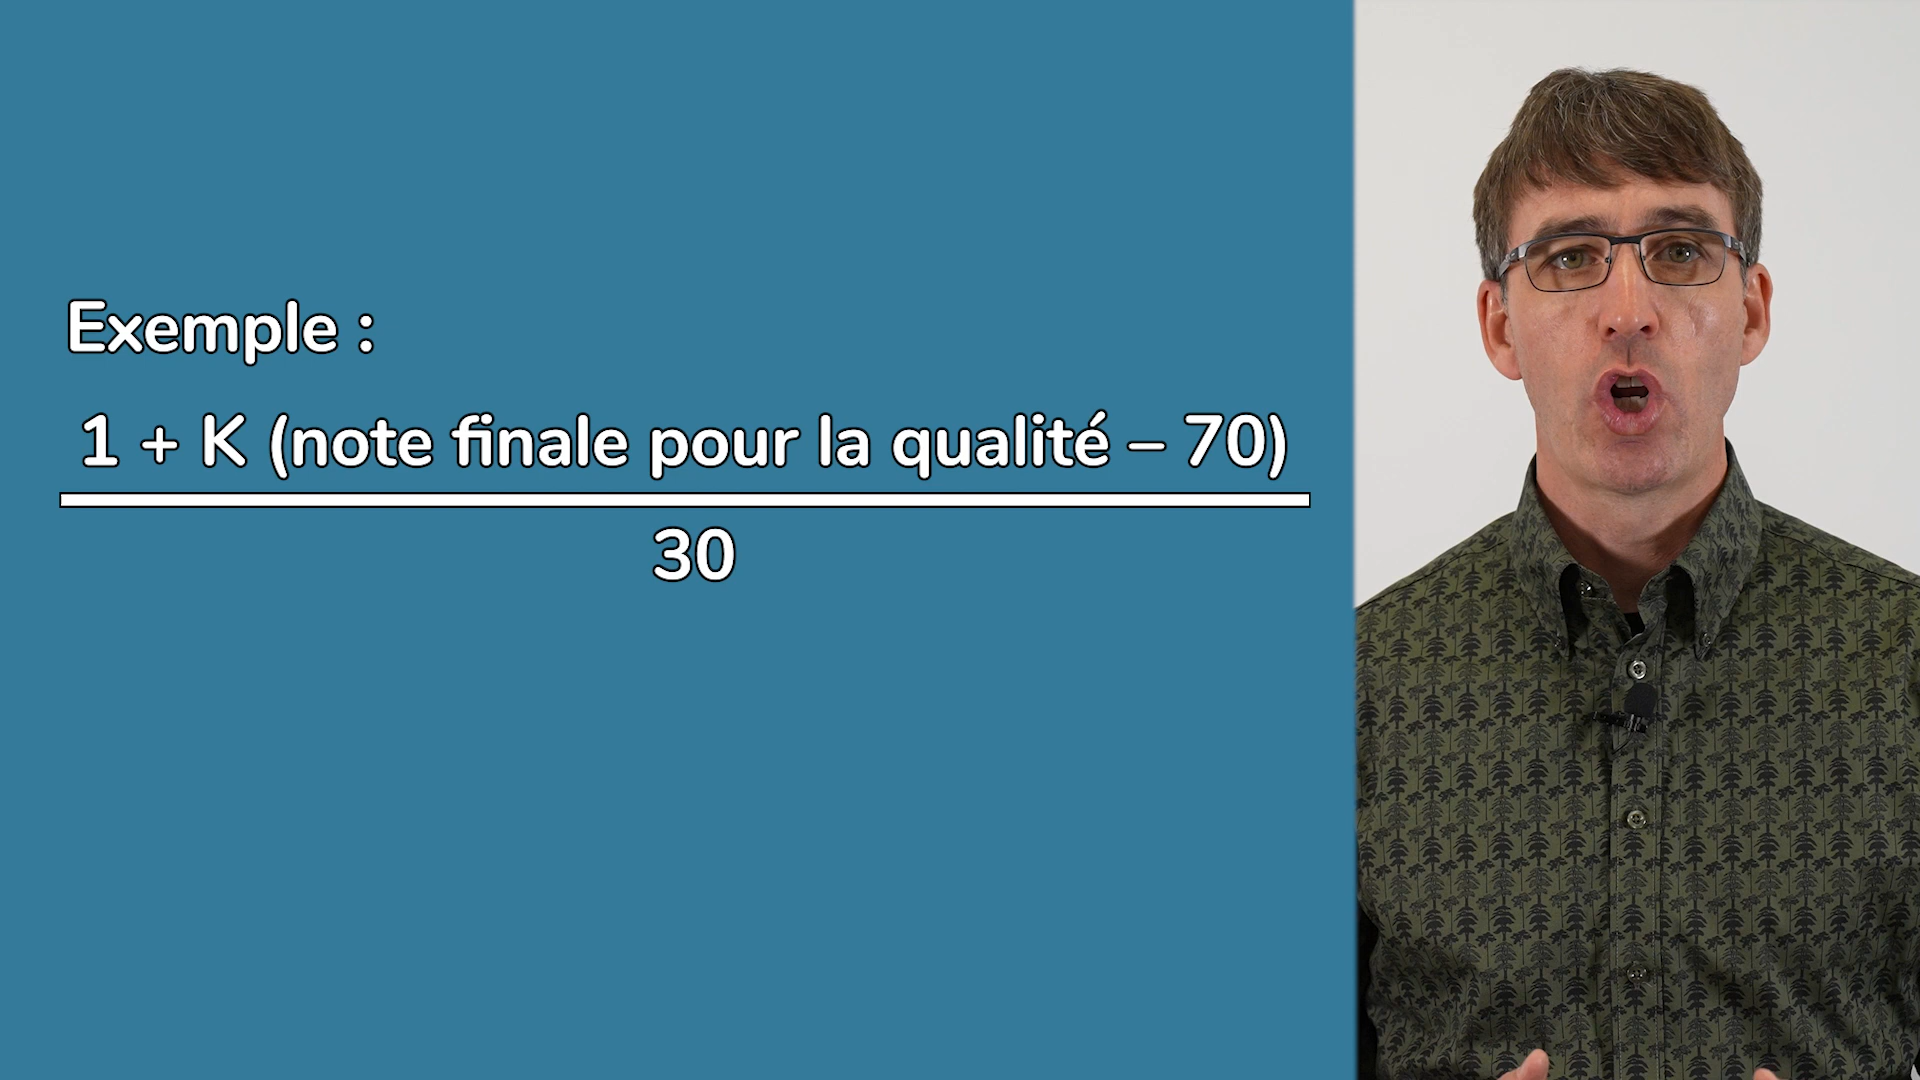 Exemple :
1 + K (note finale pour la qualité – 70)
30